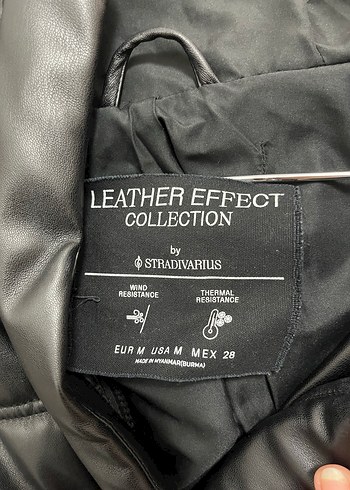 LEATHER EFFECT
COLLECTION
by
STRADIVARIUS
WIND
RESISTANCE
THERMAL
RESISTANCE
EUR M USA M MEX 28
MADE IN MYANMAR(BURMA)